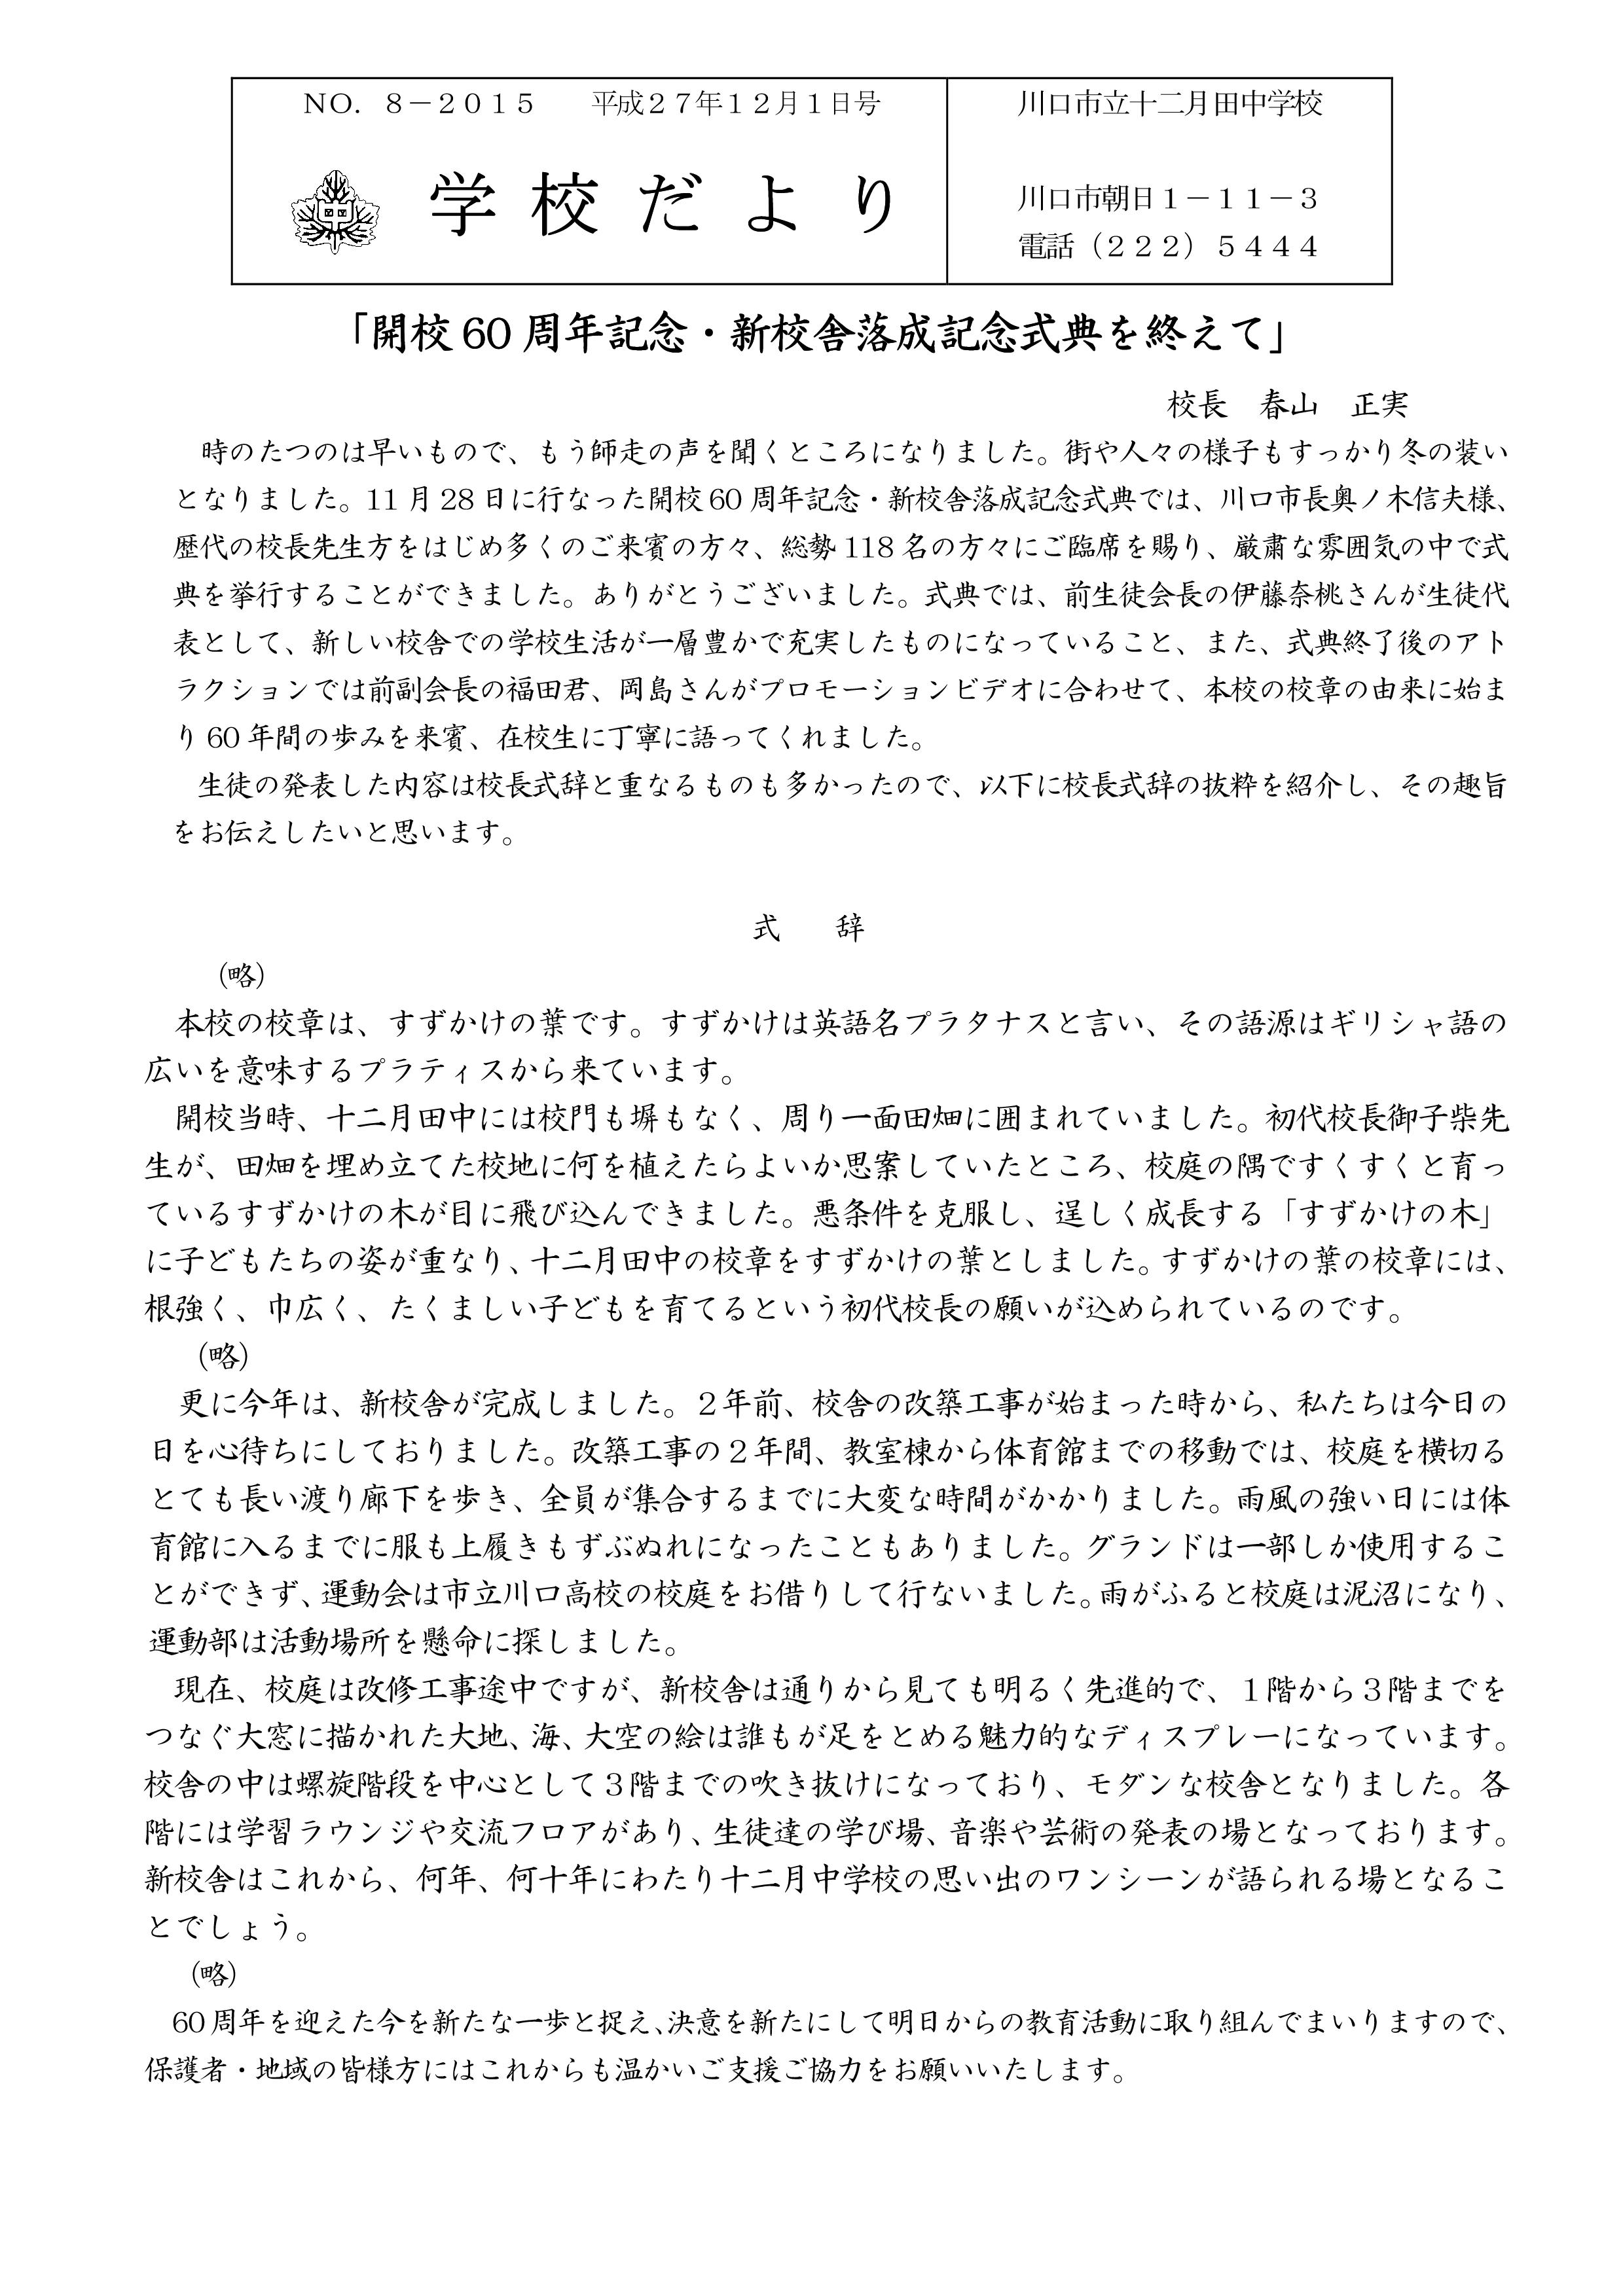 NO. ８－２０１５　　平成２７年１２月１日号
学校だより
川口市立十二月田中学校
川口市朝日１－１１－３
電話（２２２）５４４４
「開校 60 周年記念・新校舎落成記念式典を終えて」
校長　春山　正実
時のたつのは早いもので、もう師走の声を聞くところになりました。街や人々の様子もすっかり冬の装い
となりました。11 月 28 日に行なった開校 60 周年記念・新校舎落成記念式典では、川口市長奥ノ木信夫様、
歴代の校長先生方をはじめ多くのご来賓の方々、総勢 118 名の方々にご臨席を賜り、厳粛な雰囲気の中で式
典を挙行することができました。ありがとうございました。式典では、前生徒会長の伊藤奈桃さんが生徒代
表として、新しい校舎での学校生活が一層豊かで充実したものになっていること、また、式典終了後のアト
ラクションでは前副会長の福田君、岡島さんがプロモーションビデオに合わせて、本校の校章の由来に始ま
り 60 年間の歩みを来賓、在校生に丁寧に語ってくれました。
生徒の発表した内容は校長式辞と重なるものも多かったので、以下に校長式辞の抜粋を紹介し、その趣旨
をお伝えしたいと思います。
式　辞
（略）
本校の校章は、すずかけの葉です。すずかけは英語名プラタナスと言い、その語源はギリシャ語の
広いを意味するプラティスから来ています。
開校当時、十二月田中には校門も塀もなく、周り一面田畑に囲まれていました。初代校長御子柴先
生が、田畑を埋め立てた校地に何を植えたらよいか思案していたところ、校庭の隅ですくすくと育っ
ているすずかけの木が目に飛び込んできました。悪条件を克服し、逞しく成長する「すずかけの木」
に子どもたちの姿が重なり、十二月田中の校章をすずかけの葉としました。すずかけの葉の校章には、
根強く、巾広く、たくましい子どもを育てるという初代校長の願いが込められているのです。
（略）
更に今年は、新校舎が完成しました。２年前、校舎の改築工事が始まった時から、私たちは今日の
日を心待ちにしておりました。改築工事の２年間、教室棟から体育館までの移動では、校庭を横切る
とても長い渡り廊下を歩き、全員が集合するまでに大変な時間がかかりました。雨風の強い日には体
育館に入るまでに服も上履きもずぶぬれになったこともありました。グランドは一部しか使用するこ
とができず、運動会は市立川口高校の校庭をお借りして行ないました。雨がふると校庭は泥沼になり、
運動部は活動場所を懸命に探しました。
現在、校庭は改修工事途中ですが、新校舎は通りから見ても明るく先進的で、１階から３階までを
つなぐ大窓に描かれた大地、海、大空の絵は誰もが足をとめる魅力的なディスプレーになっています。
校舎の中は螺旋階段を中心として３階までの吹き抜けになっており、モダンな校舎となりました。各
階には学習ラウンジや交流フロアがあり、生徒達の学び場、音楽や芸術の発表の場となっております。
新校舎はこれから、何年、何十年にわたり十二月中学校の思い出のワンシーンが語られる場となるこ
とでしょう。
（略）
60 周年を迎えた今を新たな一歩と捉え、決意を新たにして明日からの教育活動に取り組んでまいりますので、
保護者・地域の皆様方にはこれからも温かいご支援ご協力をお願いいたします。